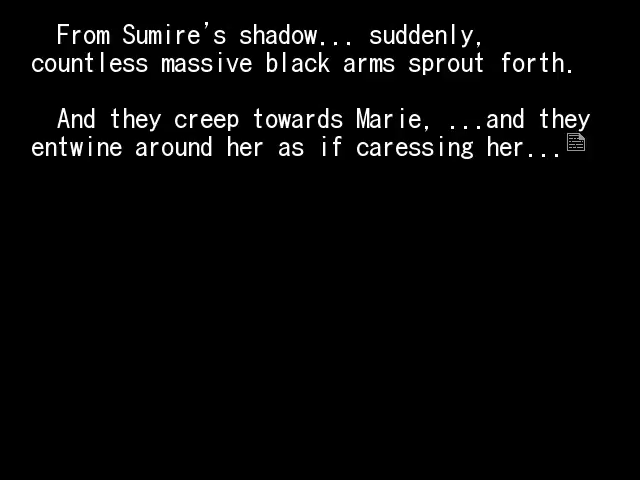 From Sumire's shadow... suddenly,
countless massive black arms sprout forth.
And they creep towards Marie, ...and they
entwine around her as if caressing her...